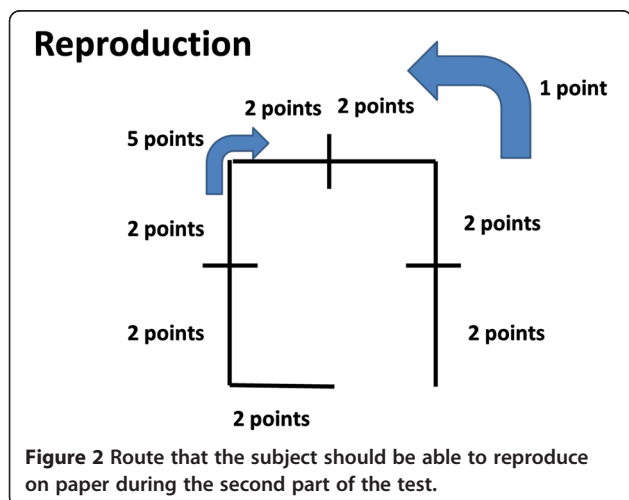 Reproduction
2 points 2 points
1 point
5 points
2 points
2 points
2 points
2 points
2 points
Figure 2 Route that the subject should be able to reproduce
on paper during the second part of the test.